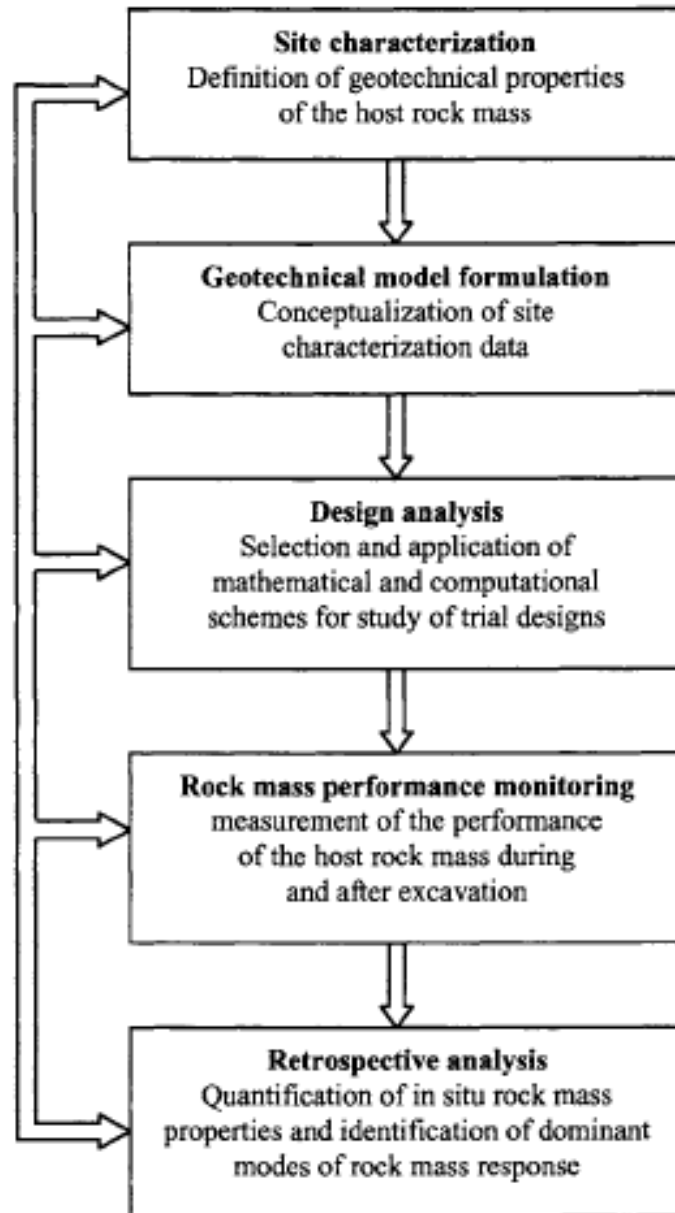 Site characterization
Definition of geotechnical properties
of the host rock mass
Geotechnical model formulation
Conceptualization of site
characterization data
Design analysis
Selection and application of
mathematical and computational
schemes for study of trial designs
Rock mass performance monitoring
measurement of the performance
of the host rock mass during
and after excavation
Retrospective analysis
Quantification of in situ rock mass
properties and identification of dominant
modes of rock mass response